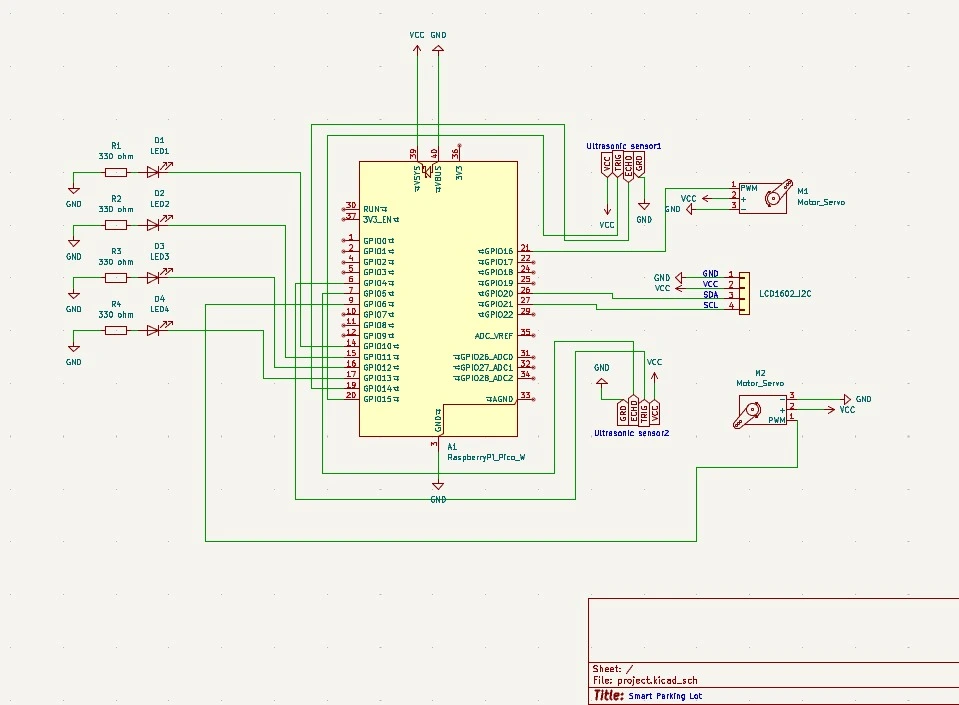 VCC GND
Ultrasonic sensor1
VCC
TRIG
ECHO
GRD
VCC
GND
R1
330 ohm
D1
LED1
GND
R2
330 ohm
D2
LED2
GND
R3
330 ohm
D3
LED3
GND
R4
330 ohm
D4
LED4
GND
39
40
36
VSYS
VBUS
3V3
30 RUN
37 3V3_EN
1 GPIO0
2 GPIO1
4 GPIO2
5 GPIO3
6 GPIO4
7 GPIO5
9 GPIO6
10 GPIO7
11 GPIO8
12 GPIO9
14 GPIO10
15 GPIO11
16 GPIO12
17 GPIO13
19 GPIO14
20 GPIO15
GPIO16 21
GPIO17 22
GPIO18 24
GPIO19 25
GPIO20 26
GPIO21 27
GPIO22 29
ADC_VREF 35
GPIO26_ADC0 31
GPIO27_ADC1 32
GPIO28_ADC2 34
AGND 33
GND
3
A1
RaspberryPi_Pico_W
GND
1 PWM
VCC 2 +
GND 3 -
M1
Motor_Servo
GND GND 1
VCC VCC 2
SDA 3
SCL 4
LCD1602_I2C
GND
VCC
GRD
ECHO
TRIG
VCC
Ultrasonic sensor2
M2
Motor_Servo
- 3 GND
+ 2 VCC
PWM 1
Sheet: /
File: project.kicad_sch
Title: Smart Parking Lot